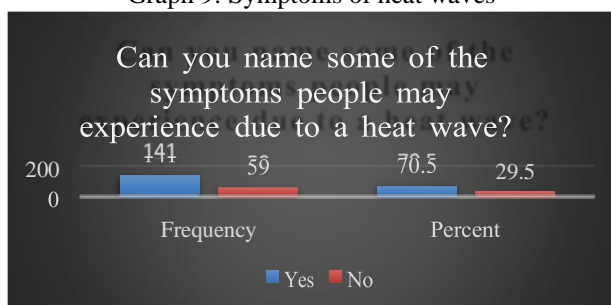 Graph 9: Symptoms of heat waves
Can you name some of the
symptoms people may
experience due to a heat wave?
200
0
141
59
70.5
29.5
Frequency
Percent
Yes
No